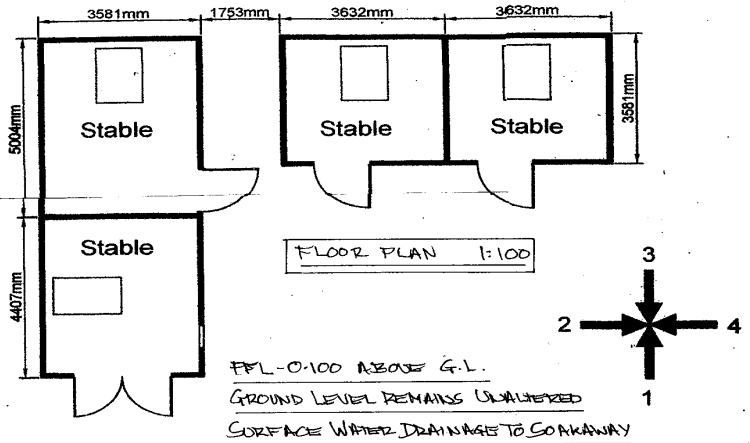 3581mm 1753mm 3632mm 3632mm
5004mm
3581mm
Stable
Stable
Stable
Stable
4407mm
FLOOR PLAN 1:100
3
2
4
1
FFL-0.100 ABOVE G.L.
GROUND LEVEL REMAINS UNALTERED
SURFACE WATER DRAINAGE TO SOAKAWAY